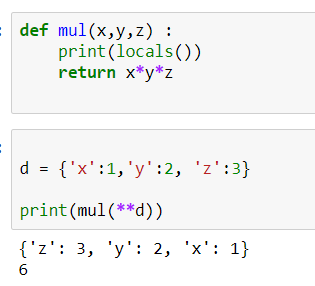 def mul(x,y,z) :
    print(locals())
    return x*y*z
d = {'x':1,'y':2, 'z':3}
print(mul(**d))
{'z': 3, 'y': 2, 'x': 1}
6